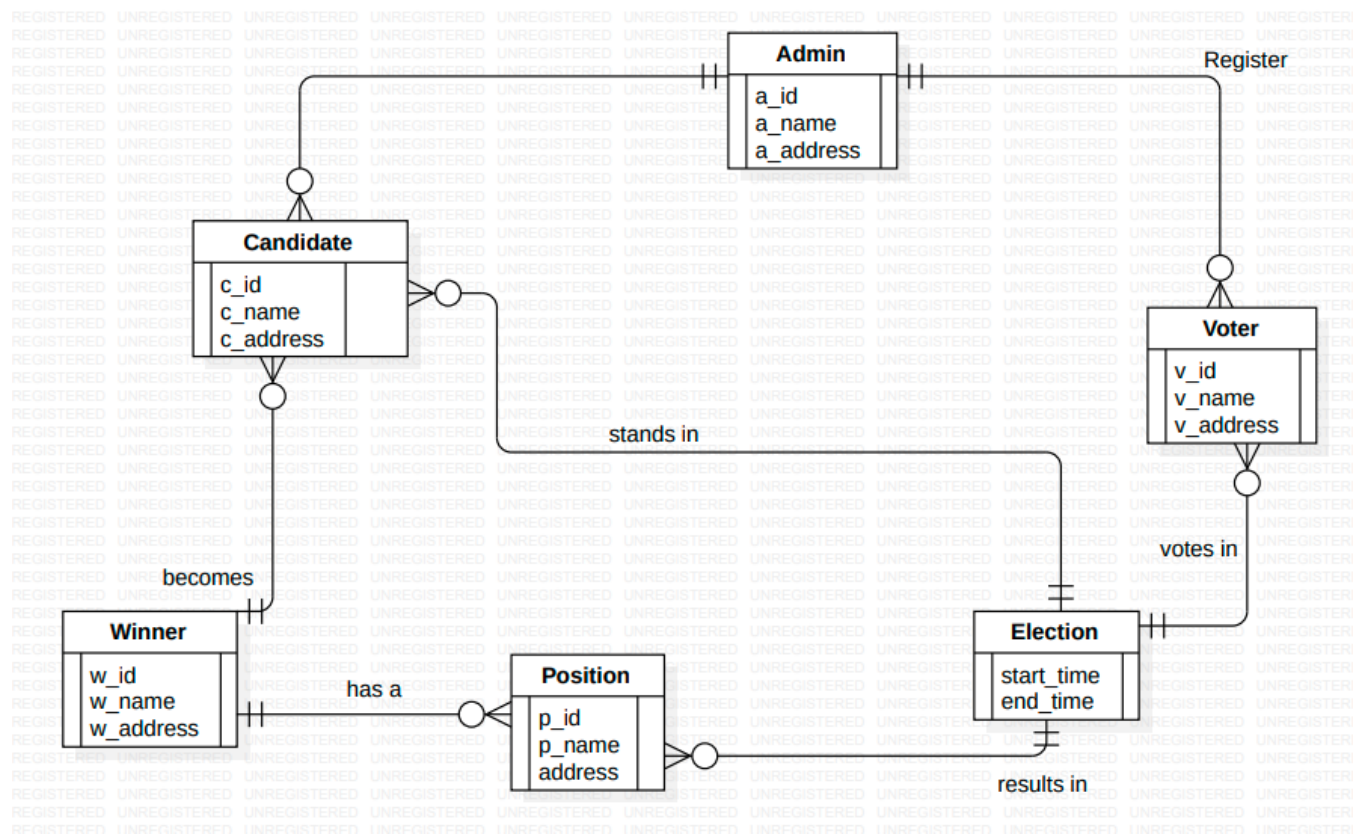 Admin
a_id
a_name
a_address
Register
Candidate
c_id
c_name
c_address
Voter
v_id
v_name
v_address
stands in
votes in
becomes
Winner
w_id
w_name
w_address
has a
Position
p_id
p_name
address
Election
start_time
end_time
results in
UNREGISTERED